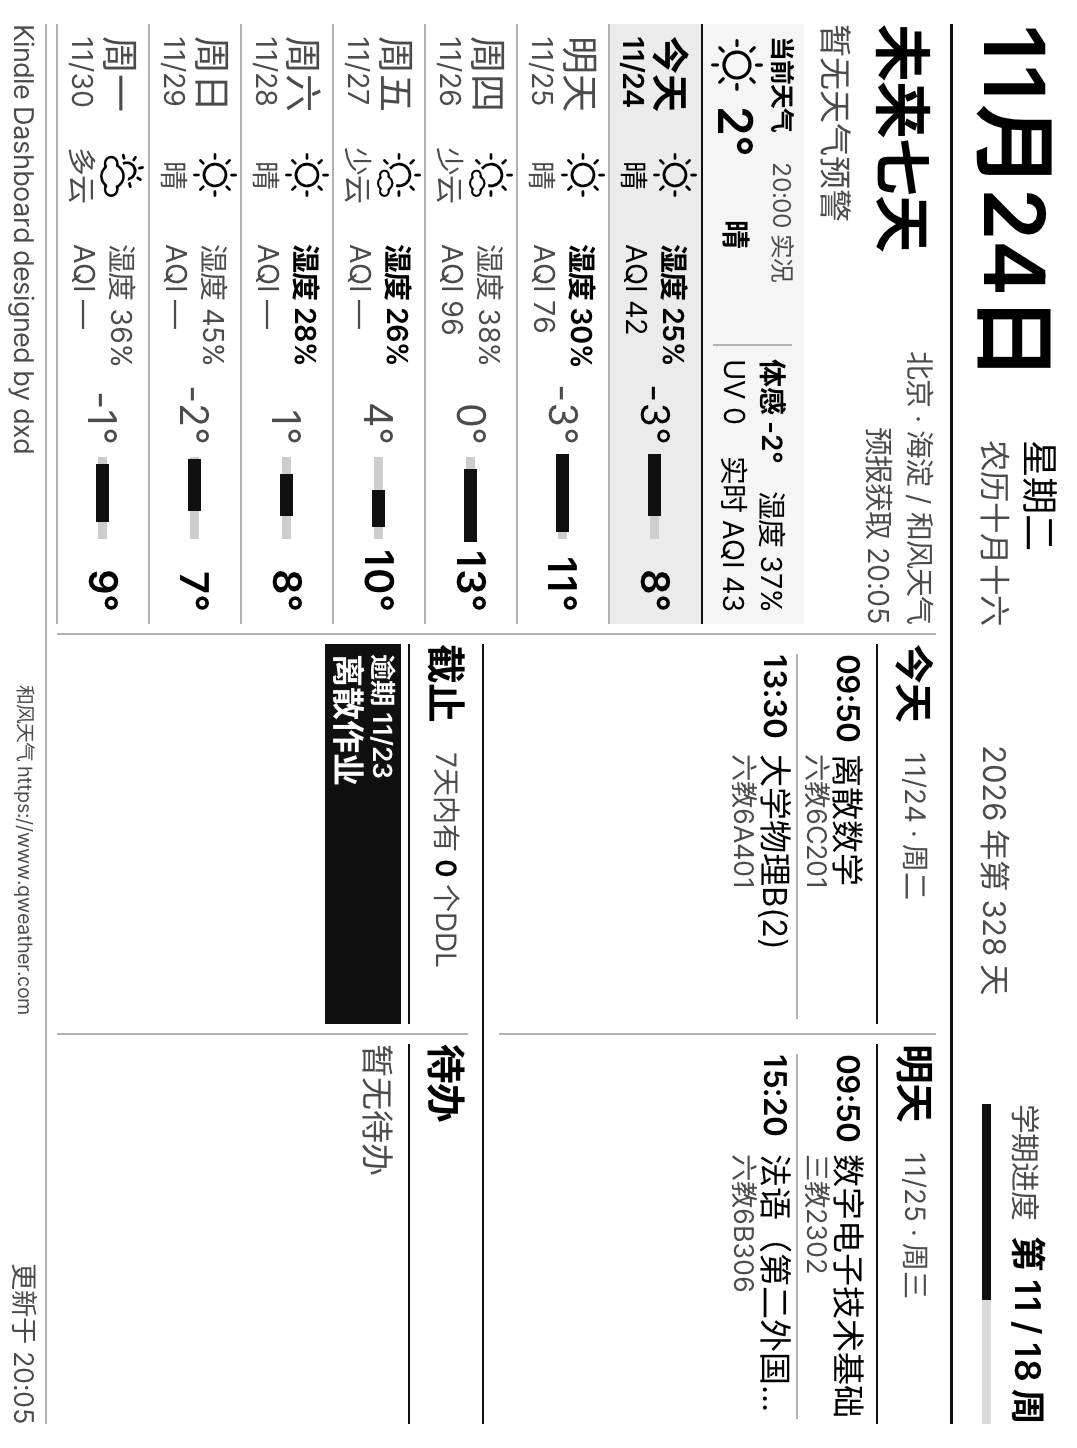 11月24日
星期二
农历十月十六
2026 年第 328 天
学期进度 第 11 / 18 周
未来七天
北京 · 海淀 / 和风天气
预报获取 20:05
暂无天气预警
当前天气 20:00 实况
2° 晴
体感 -2° 湿度 37%
UV 0 实时 AQI 43
今天 湿度 25% -3° 8°
11/24 晴 AQI 42
明天 湿度 30% -3° 11°
11/25 晴 AQI 76
周四 湿度 38% 0° 13°
11/26 少云 AQI 96
周五 湿度 26% 4° 10°
11/27 少云 AQI —
周六 湿度 28% 1° 8°
11/28 晴 AQI —
周日 湿度 45% -2° 7°
11/29 晴 AQI —
周一 湿度 36% -1° 9°
11/30 多云 AQI —
今天 11/24 · 周二
09:50 离散数学
六教6C201
13:30 大学物理B(2)
六教6A401
明天 11/25 · 周三
09:50 数字电子技术基础
三教2302
15:20 法语（第二外国…
六教6B306
截止 7天内有 0 个DDL
逾期 11/23
离散作业
待办
暂无待办
Kindle Dashboard designed by dxd
和风天气 https://www.qweather.com
更新于 20:05